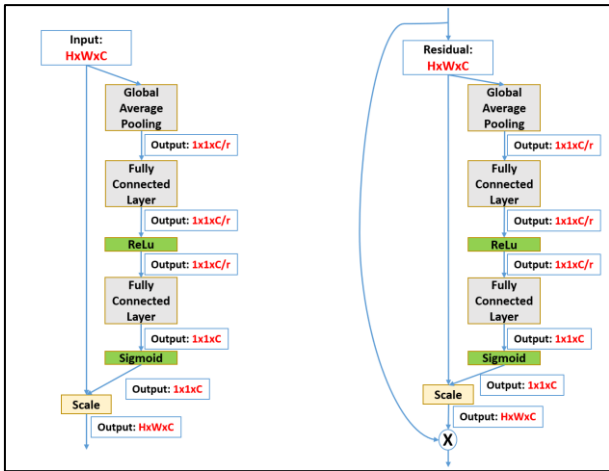 Input:
HxWxC
Global
Average
Pooling
Output: 1x1xC/r
Fully
Connected
Layer
Output: 1x1xC/r
ReLu
Output: 1x1xC/r
Fully
Connected
Layer
Output: 1x1xC
Sigmoid
Output: 1x1xC
Scale
Output: HxWxC
Residual:
HxWxC
Global
Average
Pooling
Output: 1x1xC/r
Fully
Connected
Layer
Output: 1x1xC/r
ReLu
Output: 1x1xC/r
Fully
Connected
Layer
Output: 1x1xC
Sigmoid
Output: 1x1xC
Scale
Output: HxWxC
X